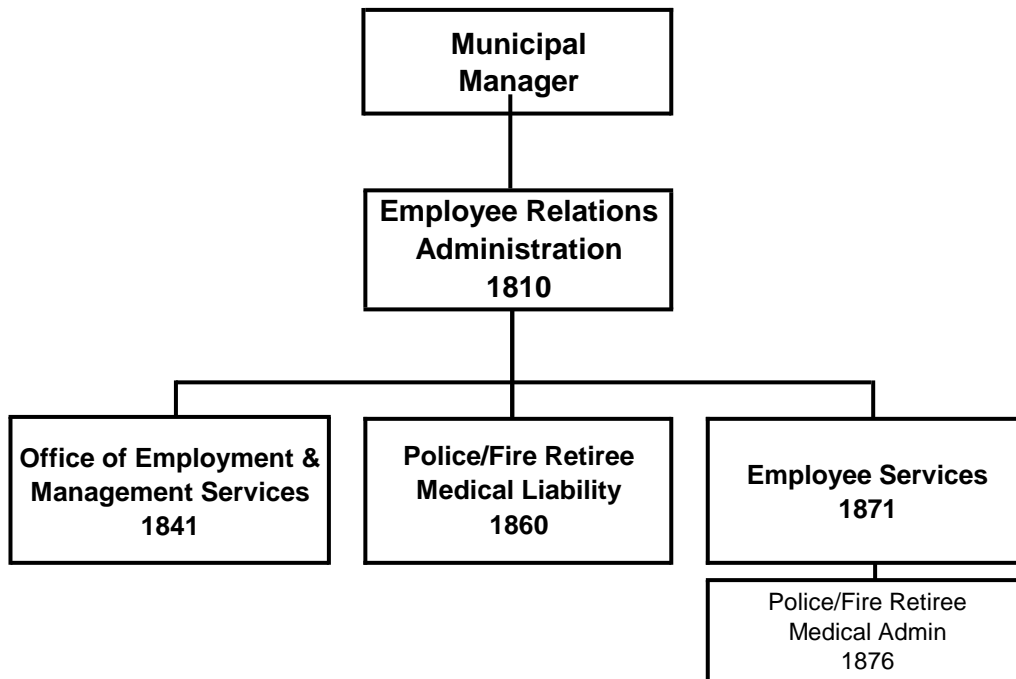 Municipal
Manager
Employee Relations
Administration
1810
Office of Employment &
Management Services
1841
Police/Fire Retiree
Medical Liability
1860
Employee Services
1871
Police/Fire Retiree
Medical Admin
1876